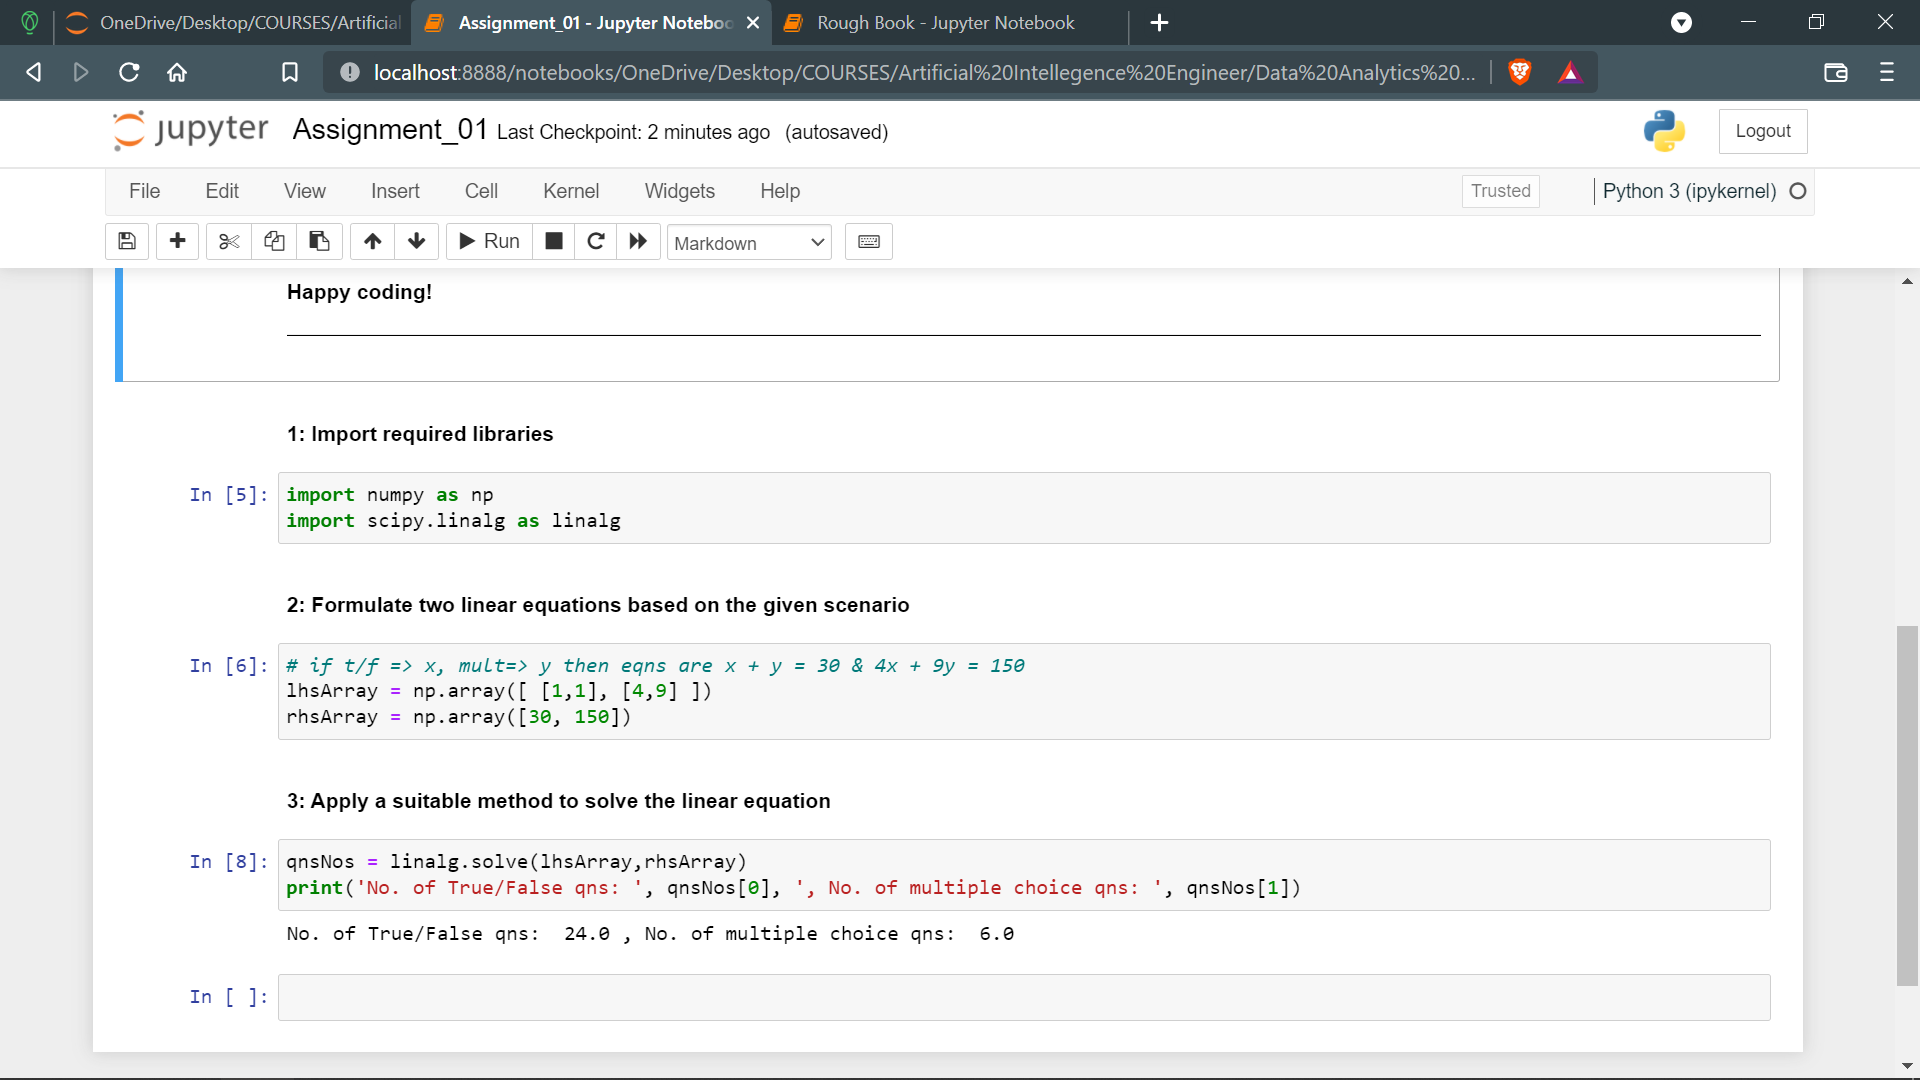 OneDrive/Desktop/COURSES/Artificial
Assignment_01 - Jupyter Noteboo
Rough Book - Jupyter Notebook
localhost:8888/notebooks/OneDrive/Desktop/COURSES/Artificial%20Intellegence%20Engineer/Data%20Analytics%20...
jupyter Assignment_01 Last Checkpoint: 2 minutes ago (autosaved)
Logout
File Edit View Insert Cell Kernel Widgets Help
Trusted
Python 3 (ipykernel)
Run
Markdown
Happy coding!
1: Import required libraries
In [5]: import numpy as np
import scipy.linalg as linalg
2: Formulate two linear equations based on the given scenario
In [6]: # if t/f => x, mult=> y then eqns are x + y = 30 & 4x + 9y = 150
lhsArray = np.array([ [1,1], [4,9] ])
rhsArray = np.array([30, 150])
3: Apply a suitable method to solve the linear equation
In [8]: qnsNos = linalg.solve(lhsArray,rhsArray)
print('No. of True/False qns: ', qnsNos[0], ', No. of multiple choice qns: ', qnsNos[1])
No. of True/False qns:  24.0 , No. of multiple choice qns:  6.0
In [ ]: